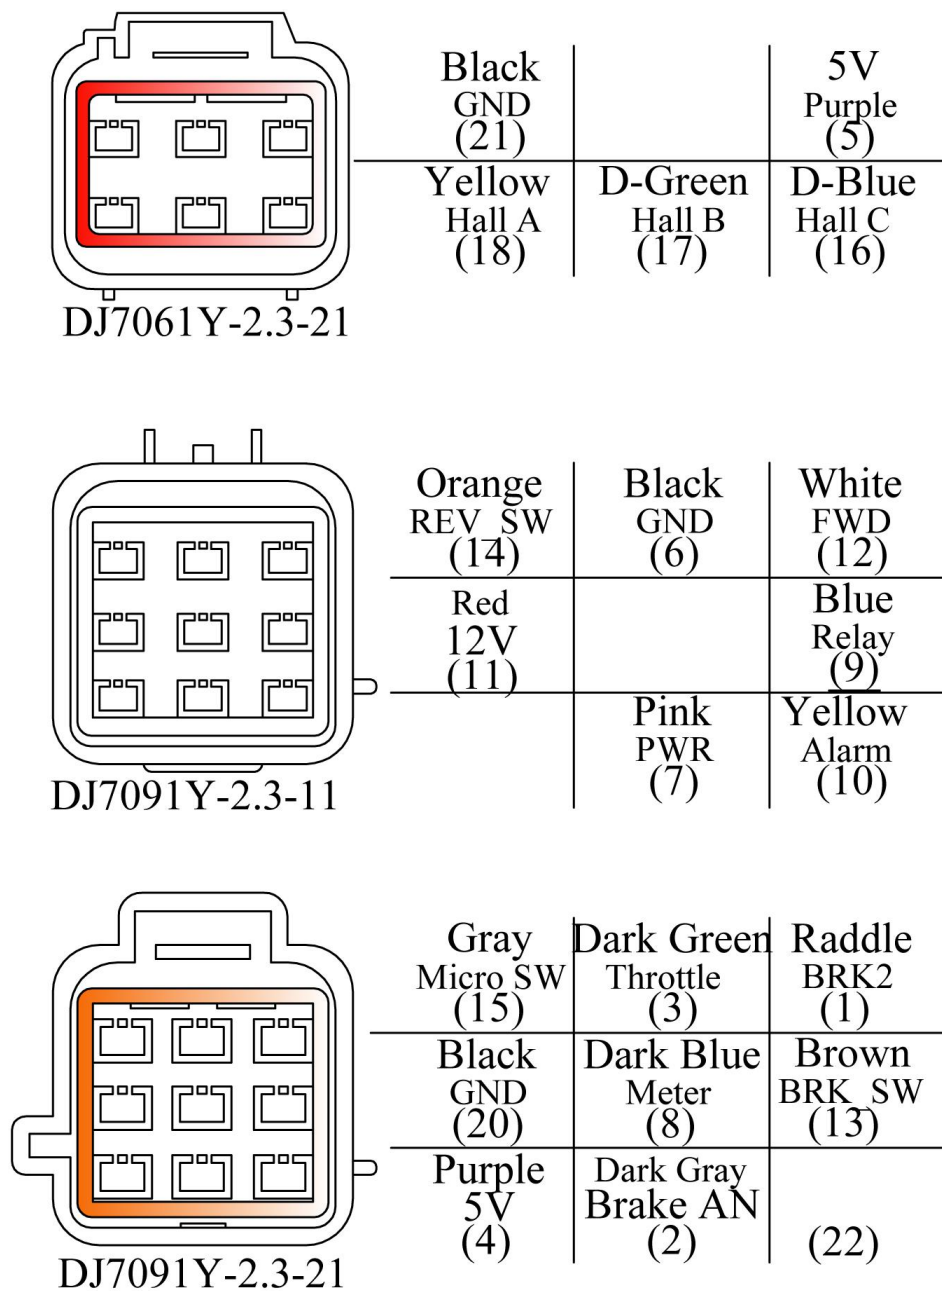 Black 5V
GND Purple
(21) (5)
Yellow D-Green D-Blue
Hall A Hall B Hall C
(18) (17) (16)
DJ7061Y-2.3-21
Orange Black White
REV_SW GND FWD
(14) (6) (12)
Red Blue
12V Relay
(11) (9)
Pink Yellow
PWR Alarm
(7) (10)
DJ7091Y-2.3-11
Gray Dark Green Raddle
Micro SW Throttle BRK2
(15) (3) (1)
Black Dark Blue Brown
GND Meter BRK_SW
(20) (8) (13)
Purple Dark Gray
5V Brake AN
(4) (2) (22)
DJ7091Y-2.3-21